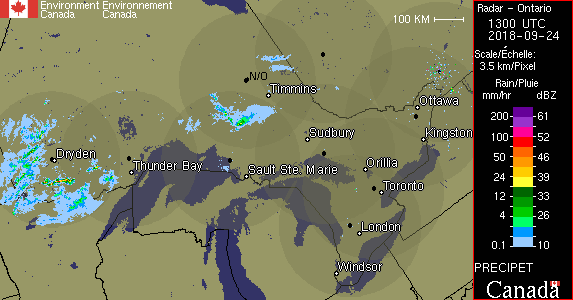 Environment Environnement
Canada Canada
100 KM
N/O
Timmins
Ottawa
Sudbury
Kingston
Dryden
Thunder Bay
Sault Ste. Marie
Orillia
Toronto
London
Windsor
Radar - Ontario
1300 UTC
2018-09-24
Scale/Échelle:
3.5 km/Pixel
Rain/Pluie
mm/hr dBZ
200 61
100 52
50 46
24 39
12 34
4 26
0.1 10
PRECIPET
Canada